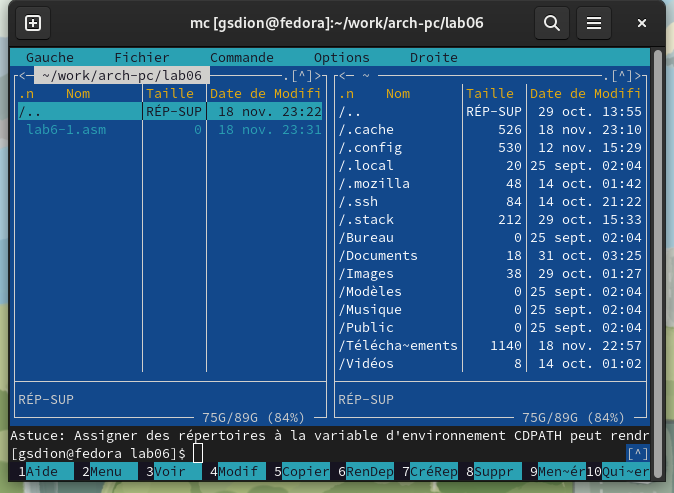 mc [gsdion@fedora]:~/work/arch-pc/lab06
Gauche Fichier Commande Options Droite
<─ ~/work/arch-pc/lab06 ─.[^]>
.n Nom Taille Date de Modifi
/.. RÉP-SUP 18 nov. 23:22
lab6-1.asm 0 18 nov. 23:31
RÉP-SUP
75G/89G (84%)
<─ ~ ─.[^]>
.n Nom Taille Date de Modifi
/.. RÉP-SUP 29 oct. 13:55
/.cache 526 18 nov. 23:10
/.config 530 12 nov. 15:29
/.local 20 25 sept. 02:04
/.mozilla 48 14 oct. 01:42
/.ssh 84 14 oct. 21:22
/.stack 212 29 oct. 15:33
/Bureau 0 25 sept. 02:04
/Documents 18 31 oct. 03:25
/Images 38 29 oct. 01:27
/Modèles 0 25 sept. 02:04
/Musique 0 25 sept. 02:04
/Public 0 25 sept. 02:04
/Télécha~ements 1140 18 nov. 22:57
/Vidéos 8 14 oct. 01:02
RÉP-SUP
75G/89G (84%)
Astuce: Assigner des répertoires à la variable d'environnement CDPATH peut rendr
[gsdion@fedora lab06]$ [^]
1Aide 2Menu 3Voir 4Modif 5Copier 6RenDep 7CréRep 8Suppr 9Men~ér 10Qui~er